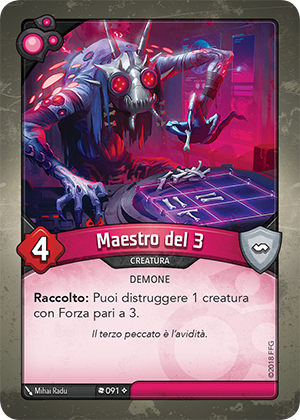 4
Maestro del 3
CREATURA
DEMONE
Raccolto: Puoi distruggere 1 creatura
con Forza pari a 3.
Il terzo peccato è l'avidità.
Mihai Radu
091
©2018 FFG